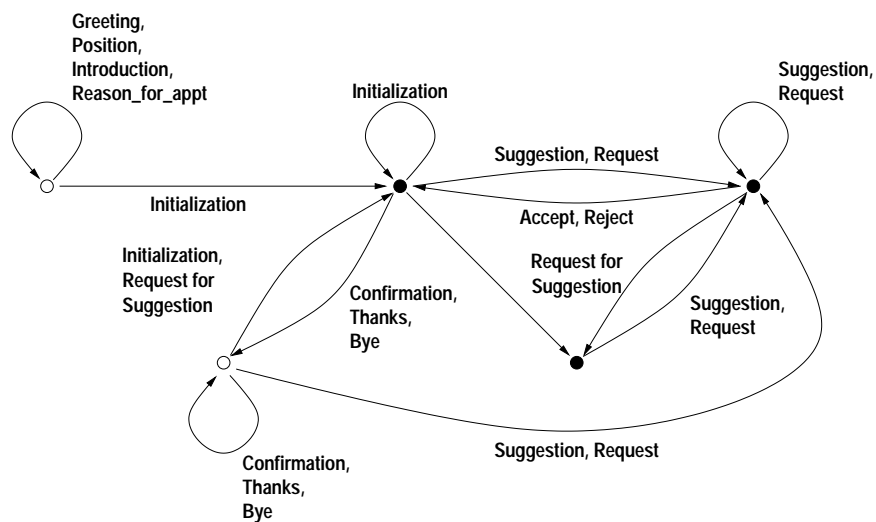 Greeting,
Position,
Introduction,
Reason_for_appt
Initialization
Suggestion,
Request
Suggestion, Request
Initialization
Accept, Reject
Initialization,
Request for
Suggestion
Confirmation,
Thanks,
Bye
Request for
Suggestion
Suggestion,
Request
Suggestion, Request
Confirmation,
Thanks,
Bye